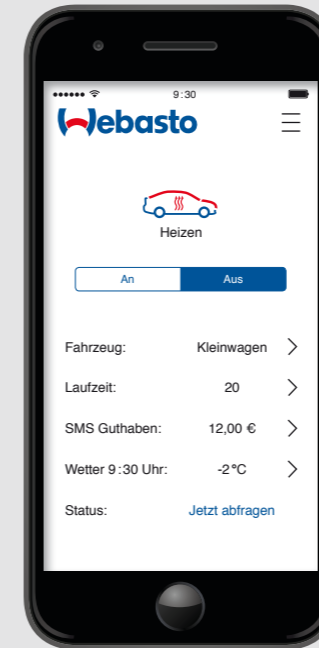 9:30
Webasto
Heizen
An Aus
Fahrzeug: Kleinwagen
Laufzeit: 20
SMS Guthaben: 12,00 €
Wetter 9:30 Uhr: -2°C
Status: Jetzt abfragen